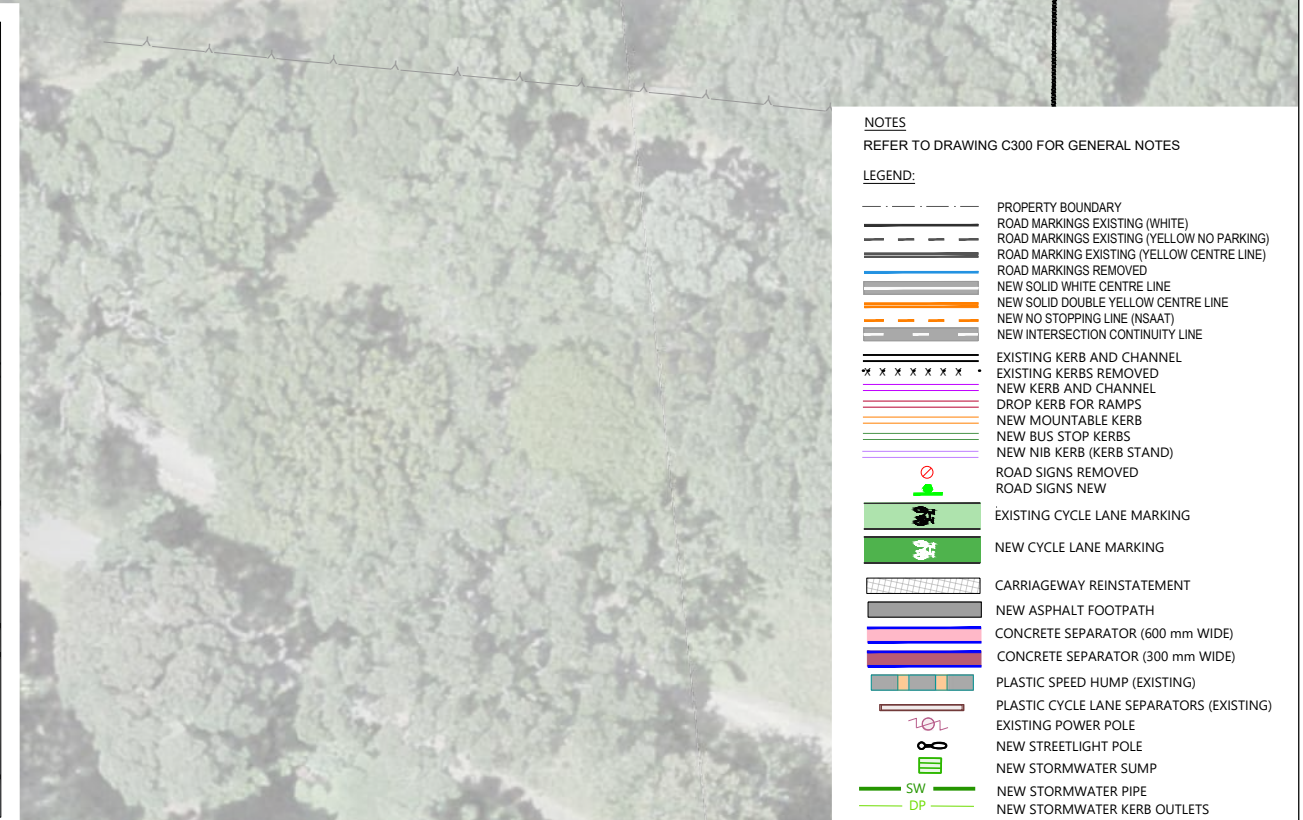 NOTES
REFER TO DRAWING C300 FOR GENERAL NOTES
LEGEND:
PROPERTY BOUNDARY
ROAD MARKINGS EXISTING (WHITE)
ROAD MARKINGS EXISTING (YELLOW NO PARKING)
ROAD MARKING EXISTING (YELLOW CENTRE LINE)
ROAD MARKINGS REMOVED
NEW SOLID WHITE CENTRE LINE
NEW SOLID DOUBLE YELLOW CENTRE LINE
NEW NO STOPPING LINE (NSAAT)
NEW INTERSECTION CONTINUITY LINE
EXISTING KERB AND CHANNEL
EXISTING KERBS REMOVED
NEW KERB AND CHANNEL
DROP KERB FOR RAMPS
NEW MOUNTABLE KERB
NEW BUS STOP KERBS
NEW NIB KERB (KERB STAND)
ROAD SIGNS REMOVED
ROAD SIGNS NEW
EXISTING CYCLE LANE MARKING
NEW CYCLE LANE MARKING
CARRIAGEWAY REINSTATEMENT
NEW ASPHALT FOOTPATH
CONCRETE SEPARATOR (600 mm WIDE)
CONCRETE SEPARATOR (300 mm WIDE)
PLASTIC SPEED HUMP (EXISTING)
PLASTIC CYCLE LANE SEPARATORS (EXISTING)
EXISTING POWER POLE
NEW STREETLIGHT POLE
NEW STORMWATER SUMP
SW NEW STORMWATER PIPE
DP NEW STORMWATER KERB OUTLETS